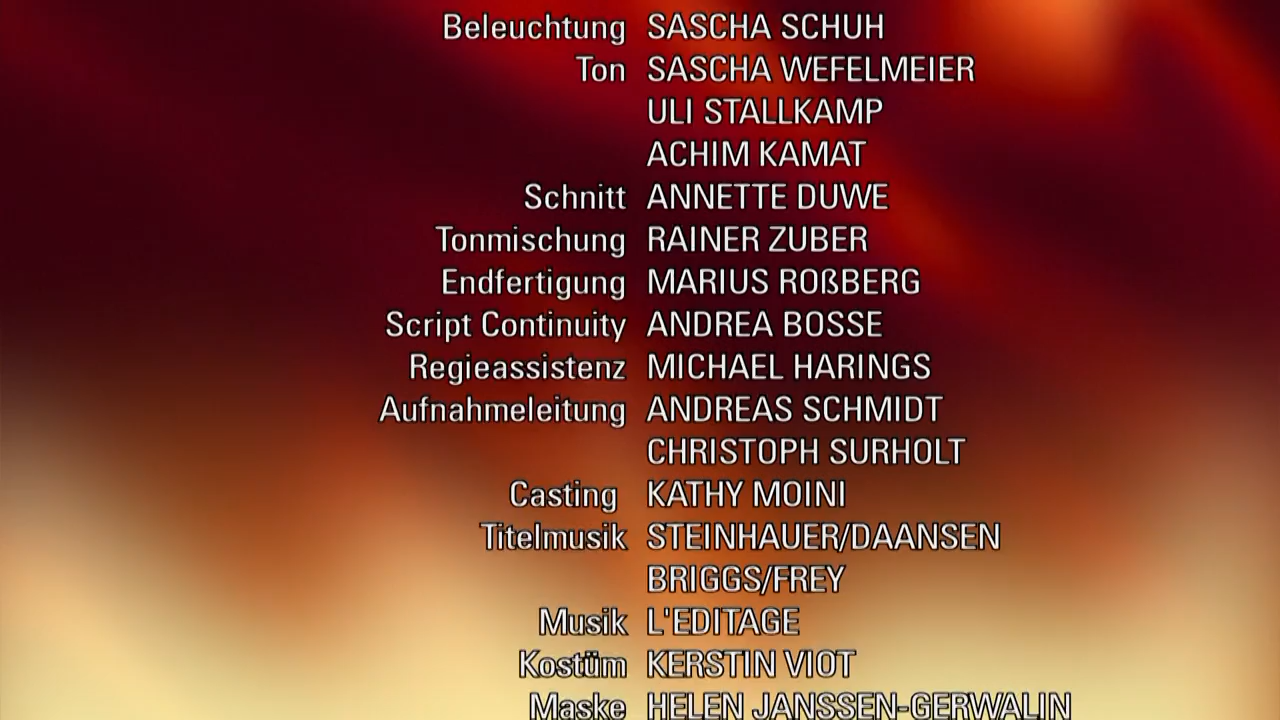 Beleuchtung SASCHA SCHUH
Ton SASCHA WEFELMEIER
ULI STALLKAMP
ACHIM KAMAT
Schnitt ANNETTE DUWE
Tonmischung RAINER ZUBER
Endfertigung MARIUS ROßBERG
Script Continuity ANDREA BOSSE
Regieassistenz MICHAEL HARINGS
Aufnahmeleitung ANDREAS SCHMIDT
CHRISTOPH SURHOLT
Casting KATHY MOINI
Titelmusik STEINHAUER/DAANSEN
BRIGGS/FREY
Musik L'EDITAGE
Kostüm KERSTIN VIOT
Maske HELEN JANSSEN-GERWALIN